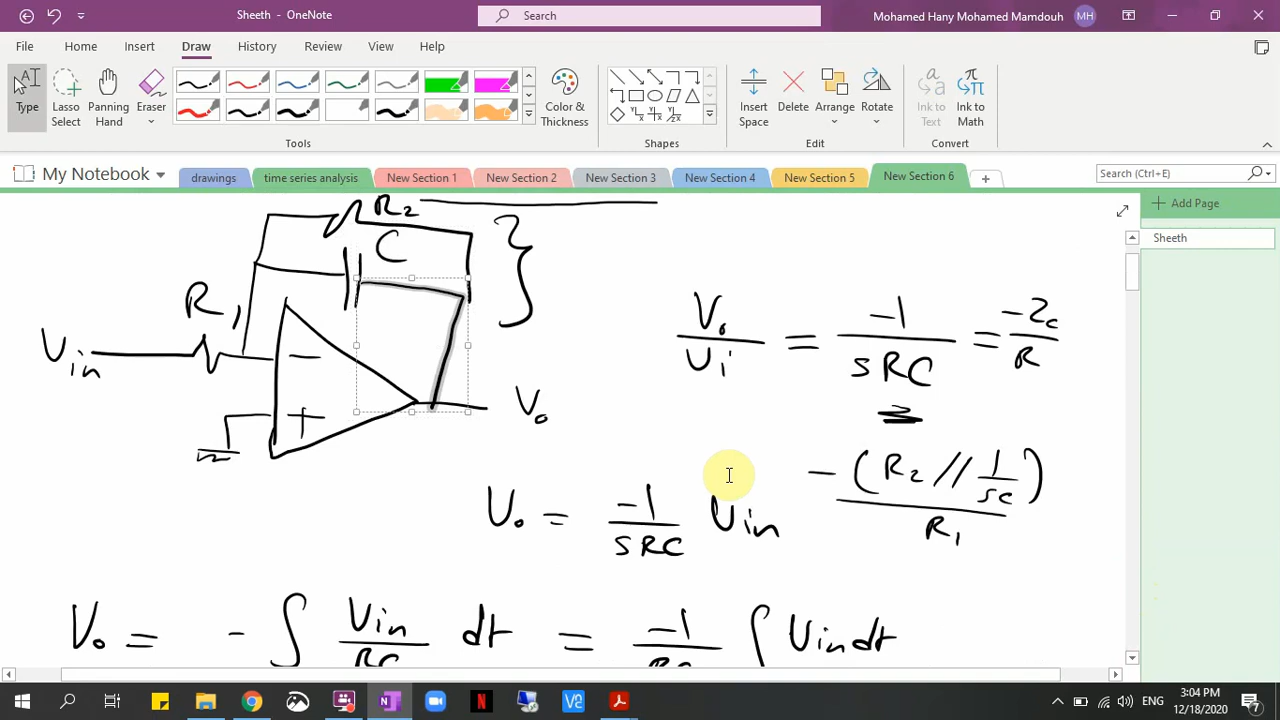 Sheeth - OneNote
Search
Mohamed Hany Mohamed Mamdouh MH
File Home Insert Draw History Review View Help
Type
Lasso Select
Panning Hand
Eraser
Color & Thickness
Insert Space
Delete
Arrange
Rotate
Ink to Text
Ink to Math
Tools
Shapes
Edit
Convert
My Notebook
drawings
time series analysis
New Section 1
New Section 2
New Section 3
New Section 4
New Section 5
New Section 6
Search (Ctrl+E)
Add Page
Sheeth
R2
C
R1
Vin
−
+
Vo
Vo/Vi = -1/sRC = -Zc/R
-(R2 // 1/sc)/R1
Vo = -1/SRC Vin
Vo = - ∫ Vin/RC dt = -1/RC ∫ Vin dt
ENG
3:04 PM
12/18/2020
7